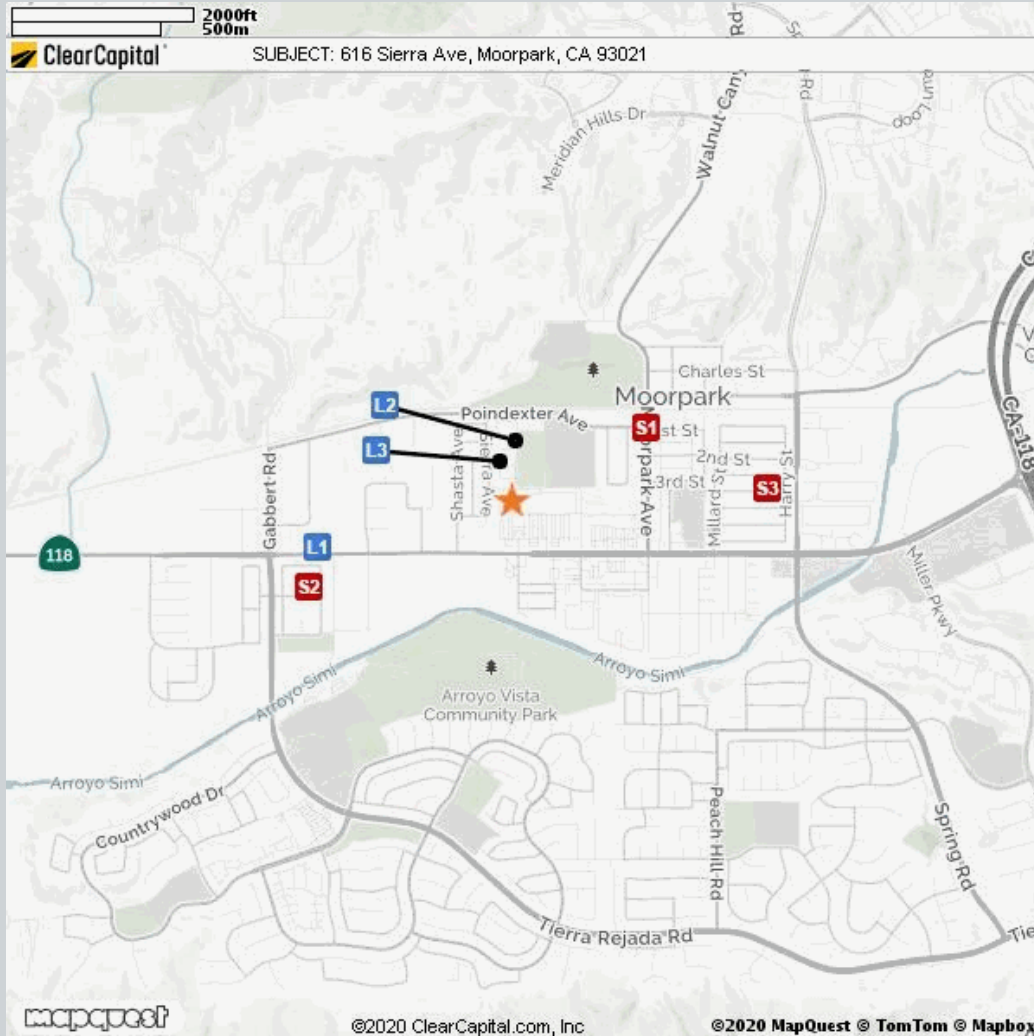 2000ft
500m
ClearCapital
SUBJECT: 616 Sierra Ave, Moorpark, CA 93021
Rd
Rd
Meridian Hills Dr
Walnut Cany
Loop
Charles St
Moorpark
L2
Poindexter Ave
S1
1st St
L3
Shasta Ave
Sierra Ave
2nd St
3rd St
Moorpark Ave
Millard St
S3
Harry St
CA-118
Gabbert Rd
118
L1
S2
Miller Pkwy
Arroyo Simi
Arroyo Simi
Arroyo Vista
Community Park
Arroyo Simi
Countrywood Dr
Peach Hill Rd
Spring Rd
Tierra Rejada Rd
Tie
mapquest
©2020 ClearCapital.com, Inc
©2020 MapQuest © TomTom © Mapbo